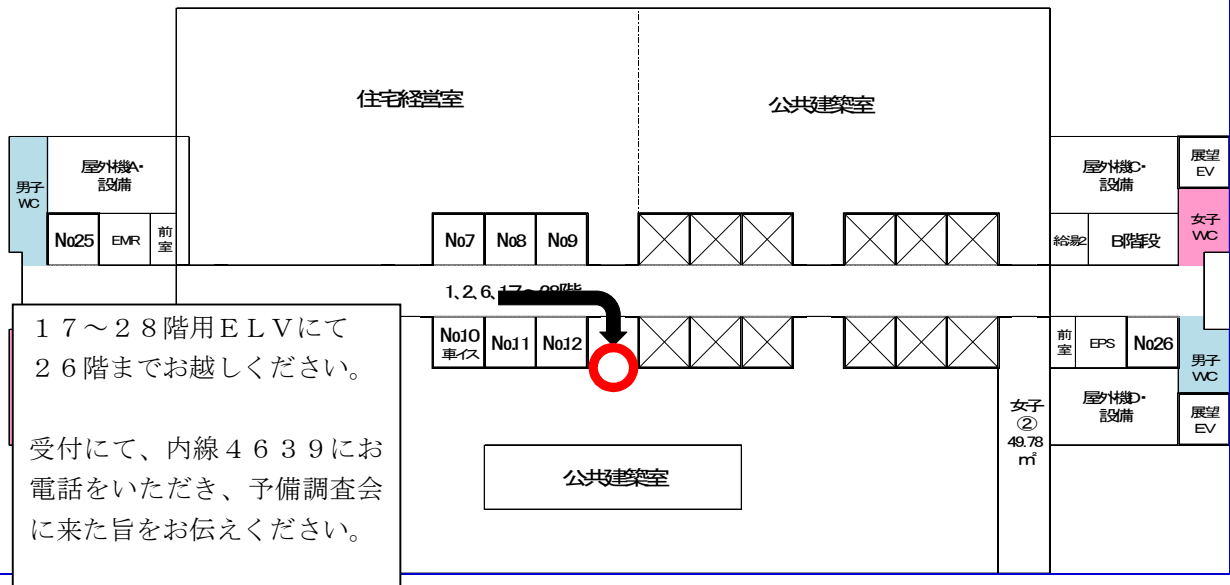 住宅経営室
公共建築室
男子
WC
屋外機A・
設備
屋外機C・
設備
展望
EV
No25
EMR
前
室
No7
No8
No9
給湯2
B階段
女子
WC
1、2、6、17～28階
17～28階用ELVにて
26階までお越しください。
受付にて、内線4639にお
電話をいただき、予備調査会
に来た旨をお伝えください。
No10
車イス
No11
No12
前
室
EPS
No26
男子
WC
屋外機D・
設備
展望
EV
女子
②
49.78
㎡
公共建築室